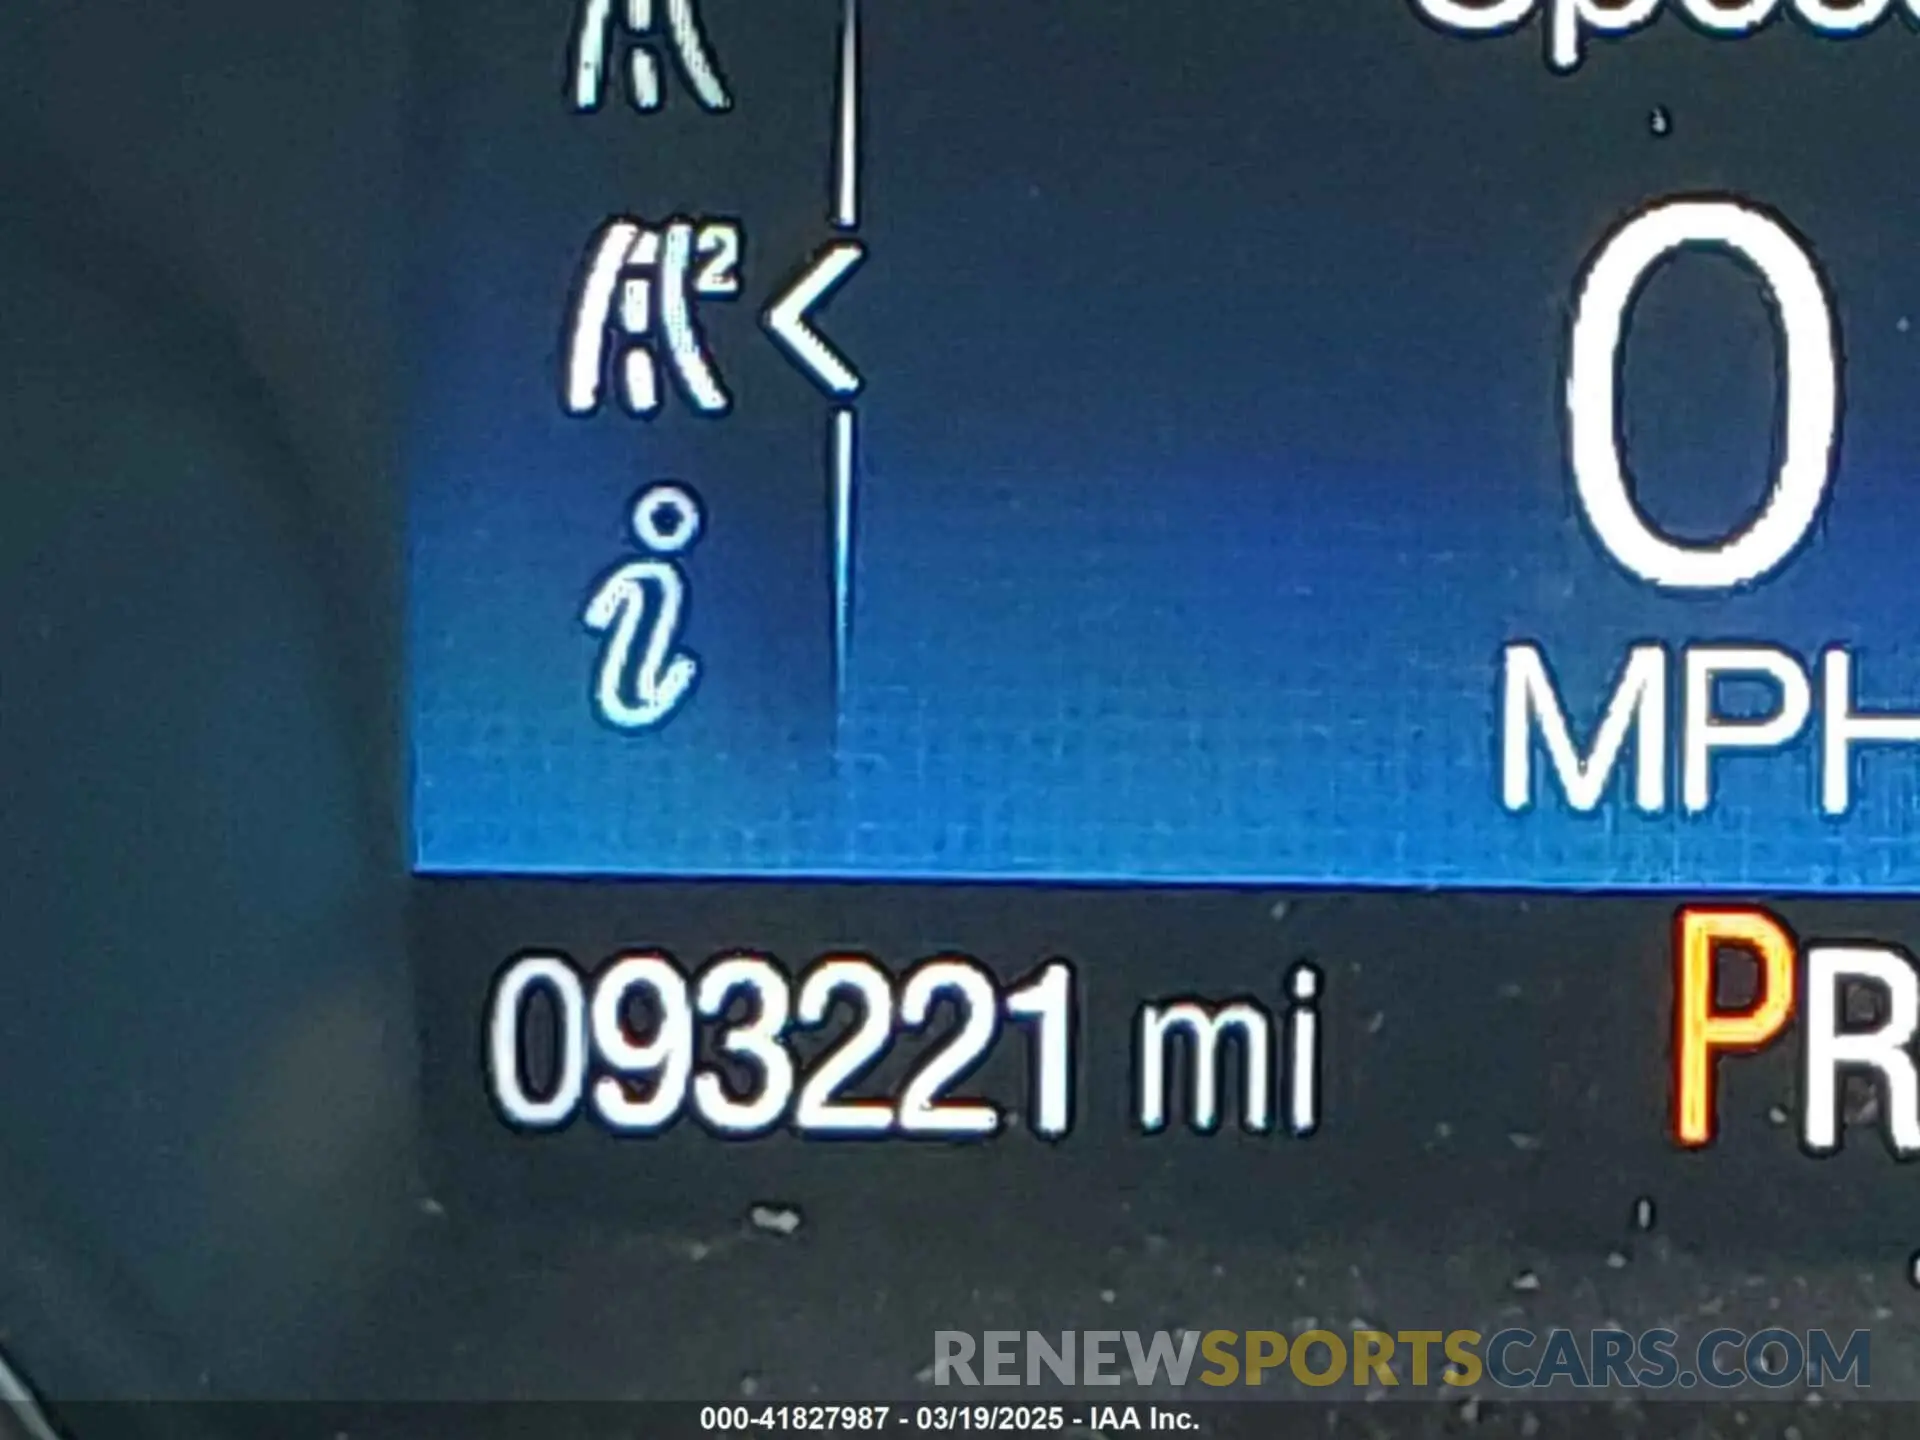 2
0
MPH
093221 mi
PR
RENEWSPORTSCARS.COM
000-41827987 - 03/19/2025 - IAA Inc.